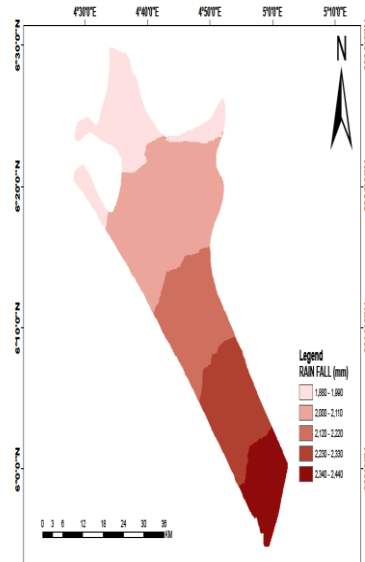 4°30'0"E 4°40'0"E 4°50'0"E 5°0'0"E 5°10'0"E
6°30'0"N
N
6°20'0"N
6°10'0"N
Legend
RAIN FALL (mm)
1,880 - 1,990
2,000 - 2,110
2,120 - 2,220
2,230 - 2,330
2,340 - 2,440
6°0'0"N
0 3 6 12 18 24 30 36
KM